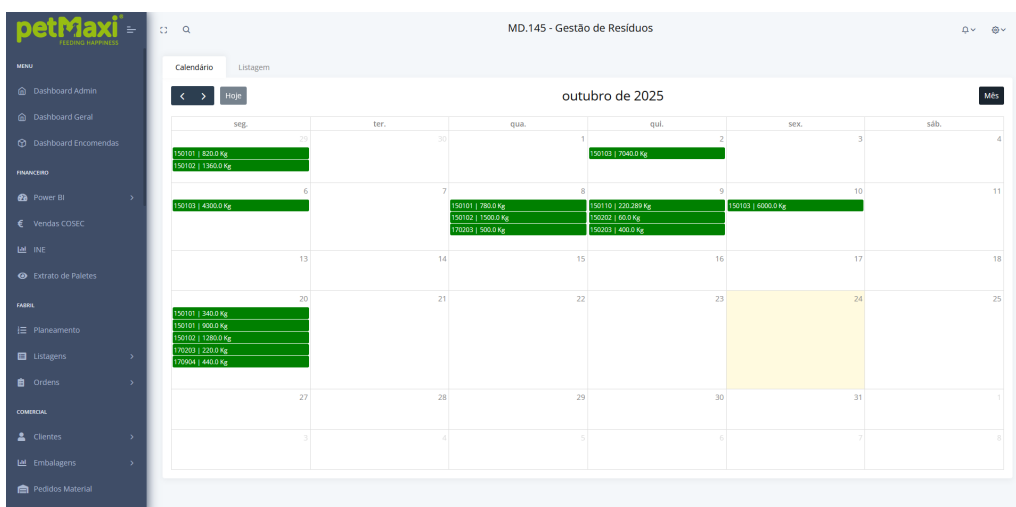 petMaxi
FEEDING HAPPINESS
MD.145 - Gestão de Resíduos
MENU
Dashboard Admin
Dashboard Geral
Dashboard Encomendas
FINANCEIRO
Power BI
Vendas COSEC
INE
Extrato de Paletes
FABRIL
Planeamento
Listagens
Ordens
COMERCIAL
Clientes
Embalagens
Pedidos Material
Calendário Listagem
Hoje outubro de 2025 Mês
seg. ter. qua. qui. sex. sáb.
29 30 1 2 3 4
150101 | 820.0 Kg 150103 | 7040.0 Kg
150102 | 1360.0 Kg
6 7 8 9 10 11
150103 | 4300.0 Kg 150101 | 780.0 Kg 150110 | 220.289 Kg 150103 | 6000.0 Kg
150102 | 1500.0 Kg 150202 | 60.0 Kg
170203 | 500.0 Kg 150203 | 400.0 Kg
13 14 15 16 17 18
20 21 22 23 24 25
150101 | 340.0 Kg
150101 | 900.0 Kg
150102 | 1280.0 Kg
170203 | 220.0 Kg
170904 | 440.0 Kg
27 28 29 30 31 1
3 4 5 6 7 8